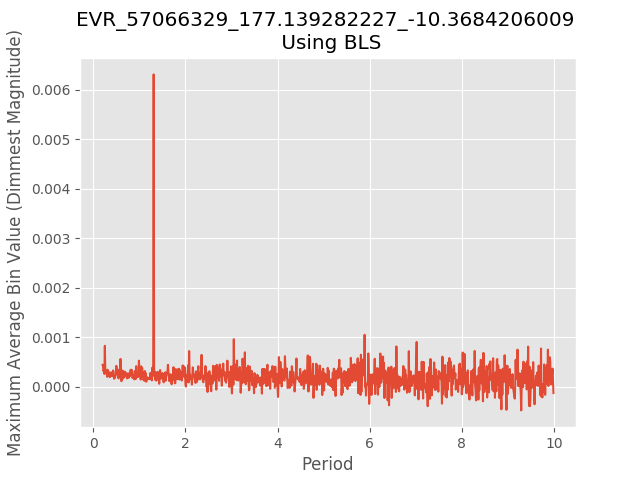 EVR_57066329_177.139282227_-10.3684206009
Using BLS
Maximum Average Bin Value (Dimmest Magnitude)
0.006
0.005
0.004
0.003
0.002
0.001
0.000
0 2 4 6 8 10
Period